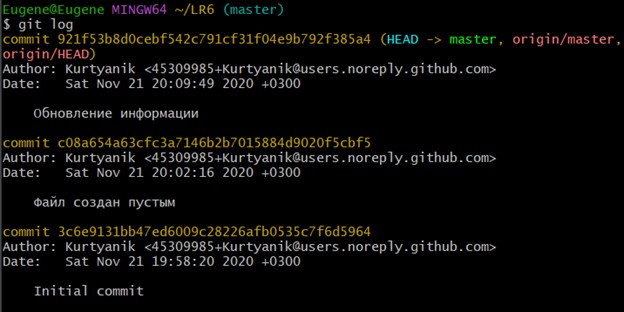 Eugene@Eugene MINGW64 ~/LR6 (master)
$ git log
commit 921f53b8d0cebf542c791cf31f04e9b792f385a4 (HEAD -> master, origin/master,
origin/HEAD)
Author: Kurtyanik <45309985+Kurtyanik@users.noreply.github.com>
Date:   Sat Nov 21 20:09:49 2020 +0300
Обновление информации
commit c08a654a63cfc3a7146b2b7015884d9020f5cbf5
Author: Kurtyanik <45309985+Kurtyanik@users.noreply.github.com>
Date:   Sat Nov 21 20:02:16 2020 +0300
Файл создан пустым
commit 3c6e9131bb47ed6009c28226afb0535c7f6d5964
Author: Kurtyanik <45309985+Kurtyanik@users.noreply.github.com>
Date:   Sat Nov 21 19:58:20 2020 +0300
Initial commit